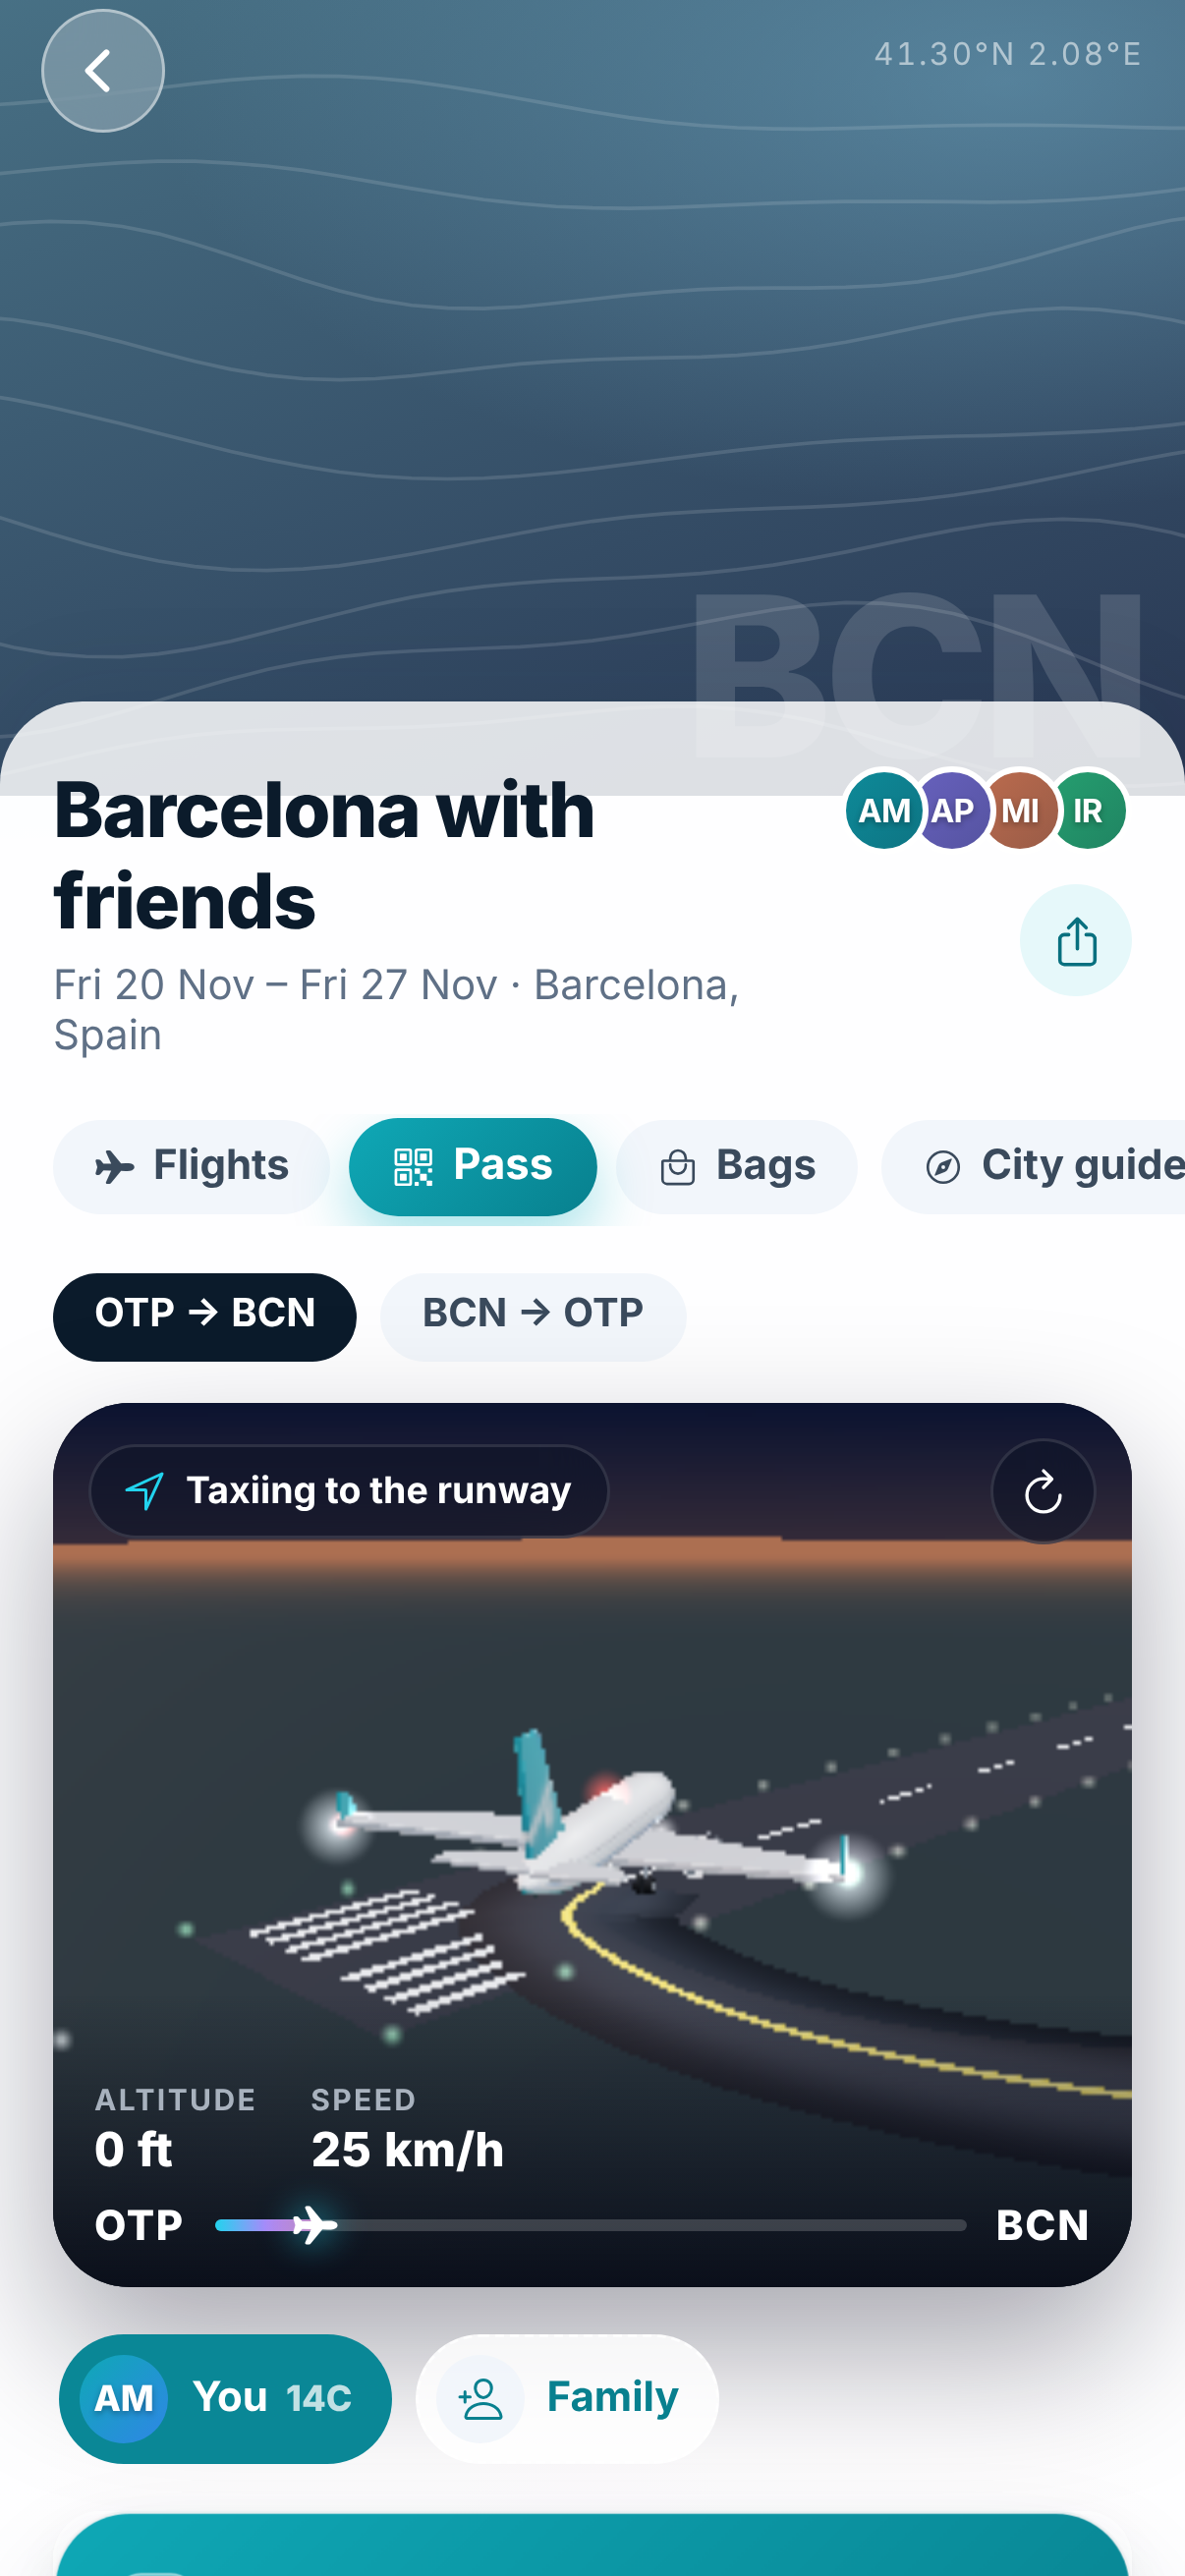 41.30°N 2.08°E
BCN
Barcelona with
friends
AM AP MI IR
Fri 20 Nov – Fri 27 Nov · Barcelona,
Spain
Flights Pass Bags City guide
OTP → BCN BCN → OTP
Taxiing to the runway
ALTITUDE SPEED
0 ft 25 km/h
OTP BCN
AM You 14C Family